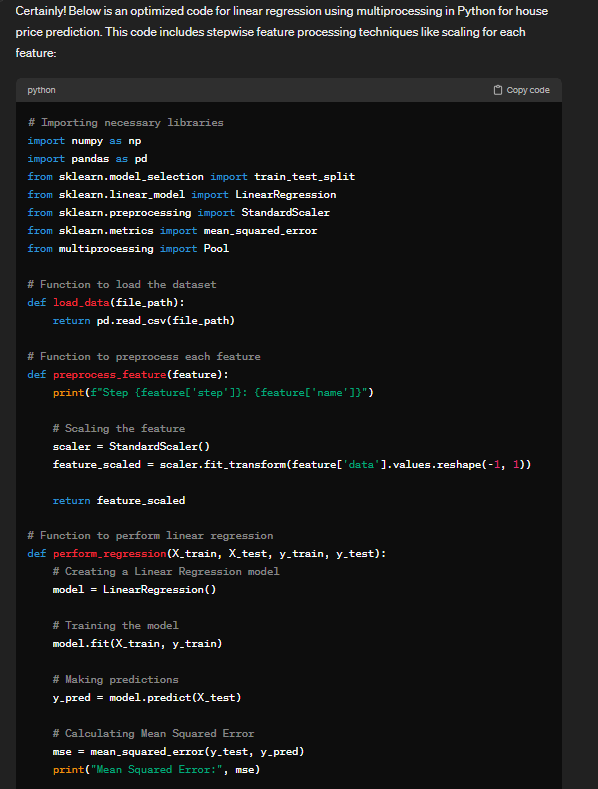 Certainly! Below is an optimized code for linear regression using multiprocessing in Python for house
price prediction. This code includes stepwise feature processing techniques like scaling for each
feature:
python
Copy code
# Importing necessary libraries
import numpy as np
import pandas as pd
from sklearn.model_selection import train_test_split
from sklearn.linear_model import LinearRegression
from sklearn.preprocessing import StandardScaler
from sklearn.metrics import mean_squared_error
from multiprocessing import Pool
# Function to load the dataset
def load_data(file_path):
    return pd.read_csv(file_path)
# Function to preprocess each feature
def preprocess_feature(feature):
    print(f"Step {feature['step']}: {feature['name']}")
    # Scaling the feature
    scaler = StandardScaler()
    feature_scaled = scaler.fit_transform(feature['data'].values.reshape(-1, 1))
    return feature_scaled
# Function to perform linear regression
def perform_regression(X_train, X_test, y_train, y_test):
    # Creating a Linear Regression model
    model = LinearRegression()
    # Training the model
    model.fit(X_train, y_train)
    # Making predictions
    y_pred = model.predict(X_test)
    # Calculating Mean Squared Error
    mse = mean_squared_error(y_test, y_pred)
    print("Mean Squared Error:", mse)